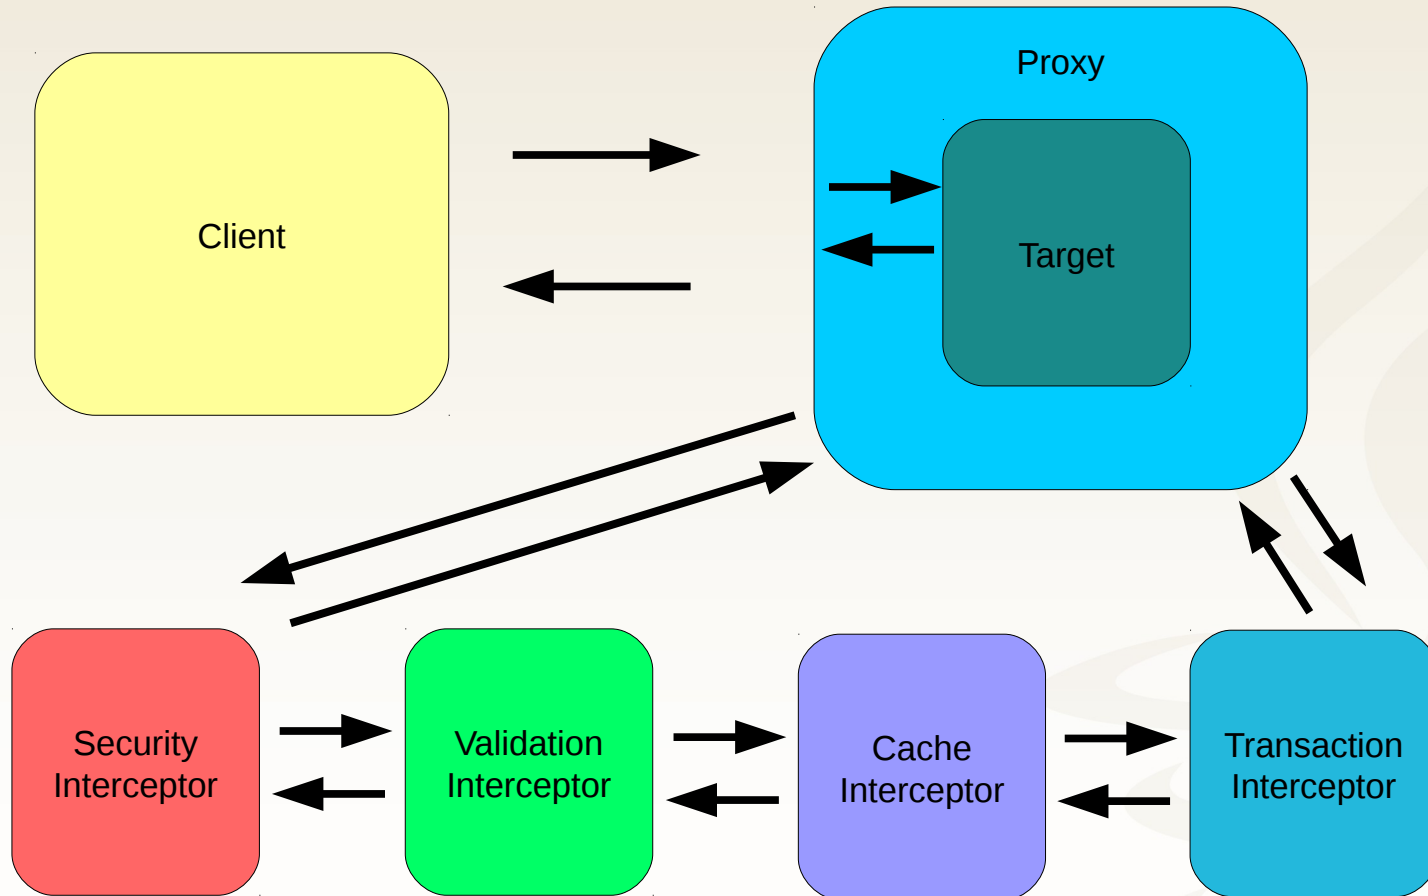 Proxy
Client
Target
Security
Interceptor
Validation
Interceptor
Cache
Interceptor
Transaction
Interceptor